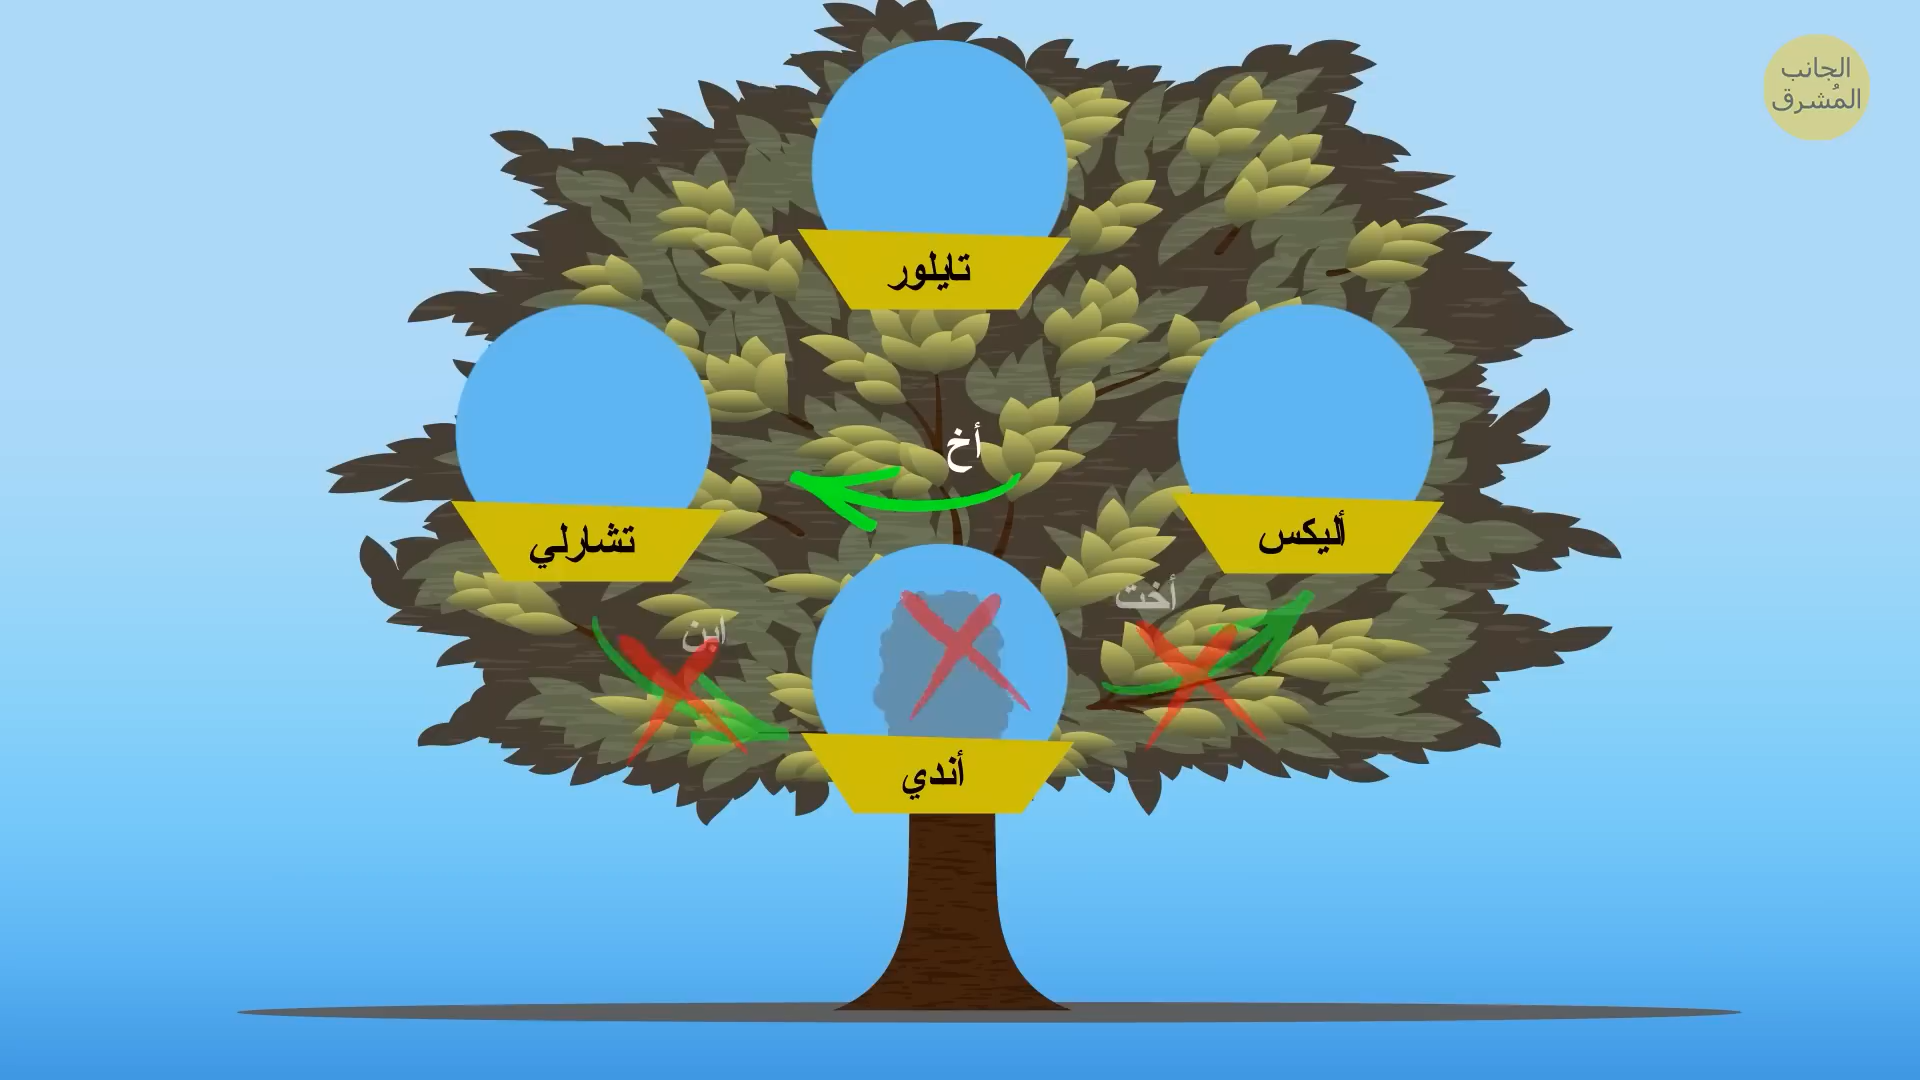 الجانب
المُشرق
تايلور
أخ
تشارلي
أليكس
ابن
أخت
أندي